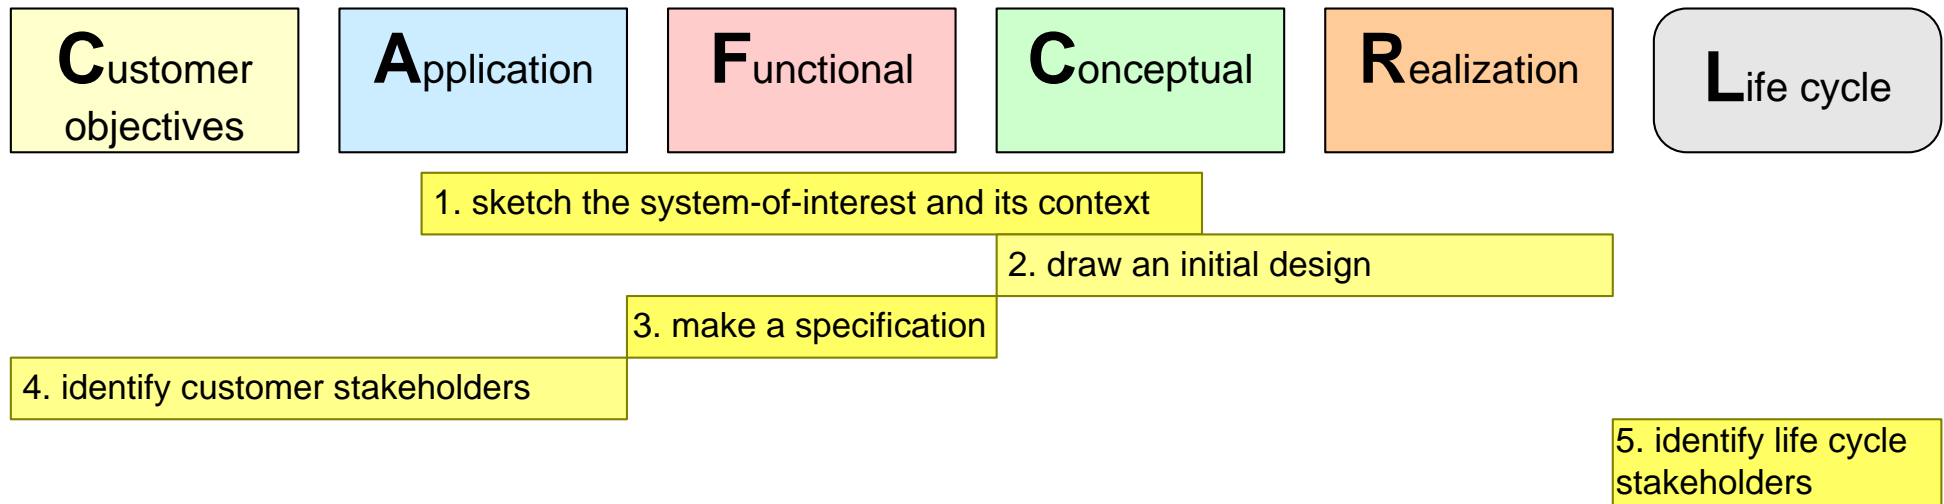 Customer
objectives
Application
Functional
Conceptual
Realization
Life cycle
1. sketch the system-of-interest and its context
2. draw an initial design
3. make a specification
4. identify customer stakeholders
5. identify life cycle
stakeholders